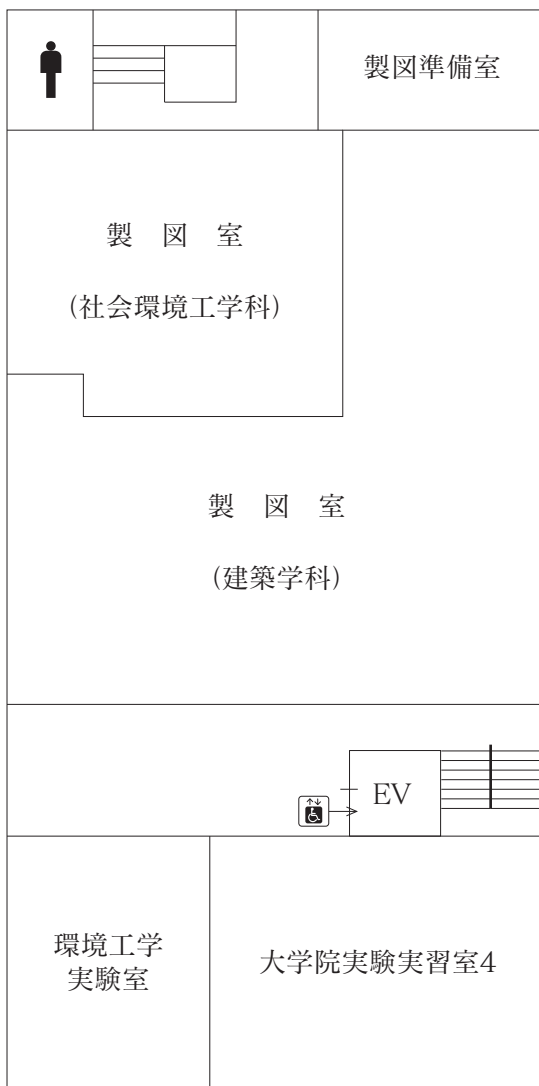 製図準備室
製　図　室
(社会環境工学科)
製　図　室
(建築学科)
EV
環境工学
実験室
大学院実験実習室4